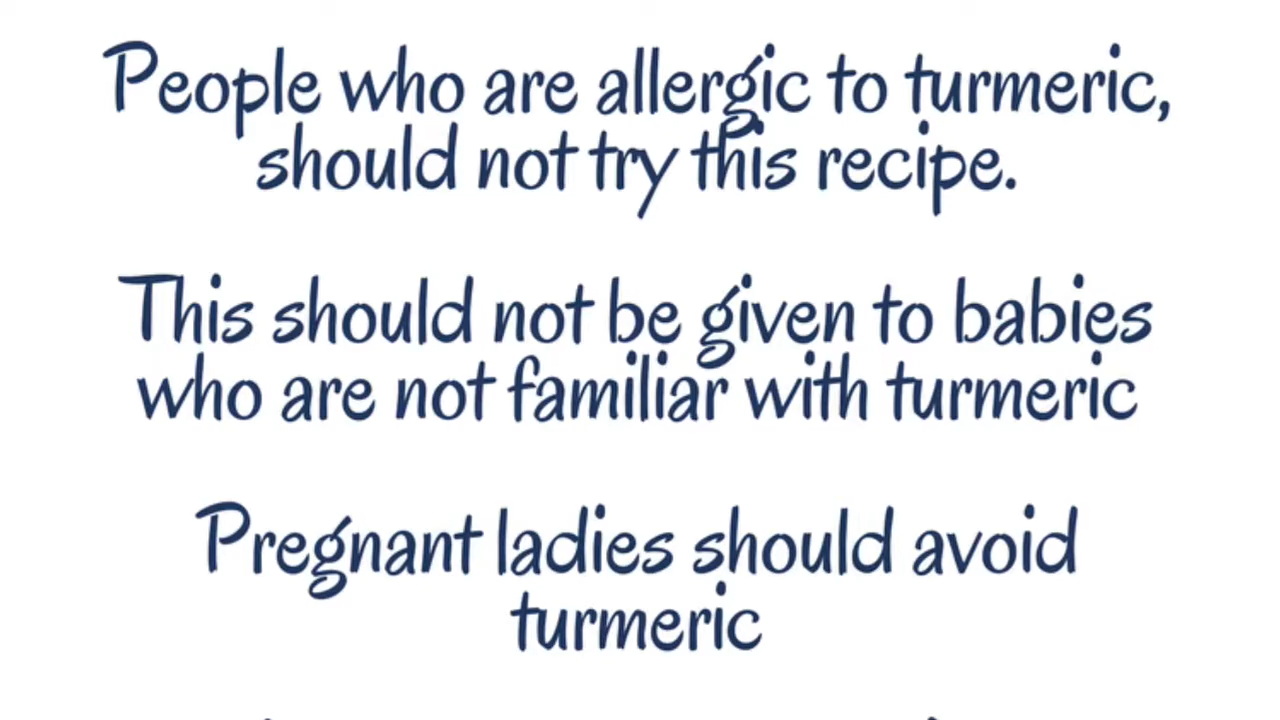 People who are allergic to turmeric,
should not try this recipe.
This should not be given to babies
who are not familiar with turmeric
Pregnant ladies should avoid
turmeric